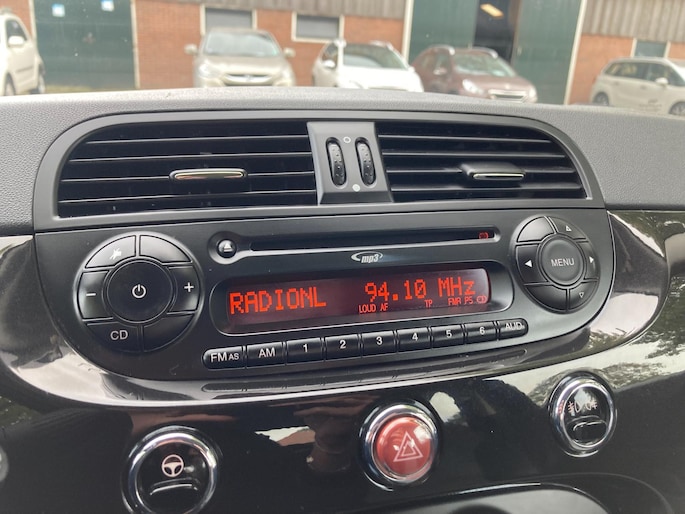 mp3
MENU
RADIONL 94.10 MHz
LOUD AF TP FNR P5 CD
CD
FM AS AM 1 2 3 4 5 6 AUD